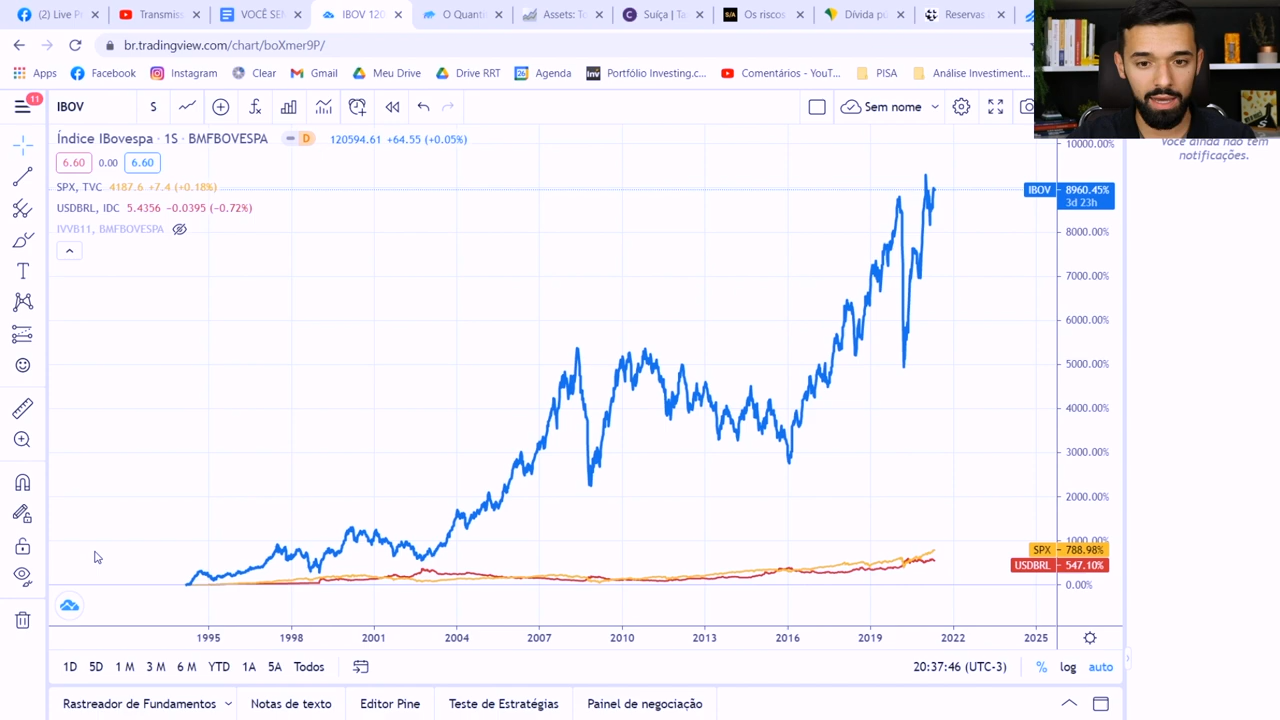 (2) Live P
Transmiss
VOCÊ SE
IBOV 120
O Quant
Assets: To
Suíça | Ta
Os riscos
Dívida pú
Reservas
br.tradingview.com/chart/boXmer9P/
Apps
Facebook
Instagram
Clear
Gmail
Meu Drive
Drive RRT
Agenda
Portfólio Investing.c...
Comentários - YouT...
PISA
Análise Investiment...
11
IBOV
Sem nome
Você ainda não tem
notificações.
Índice IBovespa · 1S · BMFBOVESPA
D
120594.61 +64.55 (+0.05%)
6.60 0.00 6.60
SPX, TVC 4187.6 +7.4 (+0.18%)
USDBRL, IDC 5.4356 -0.0395 (-0.72%)
IVVB11, BMFBOVESPA
10000.00%
IBOV 8960.45%
3d 23h
8000.00%
7000.00%
6000.00%
5000.00%
4000.00%
3000.00%
2000.00%
1000.00%
SPX 788.98%
USDBRL 547.10%
0.00%
1995 1998 2001 2004 2007 2010 2013 2016 2019 2022 2025
1D 5D 1 M 3 M 6 M YTD 1A 5A Todos
20:37:46 (UTC-3) % log auto
Rastreador de Fundamentos Notas de texto Editor Pine Teste de Estratégias Painel de negociação